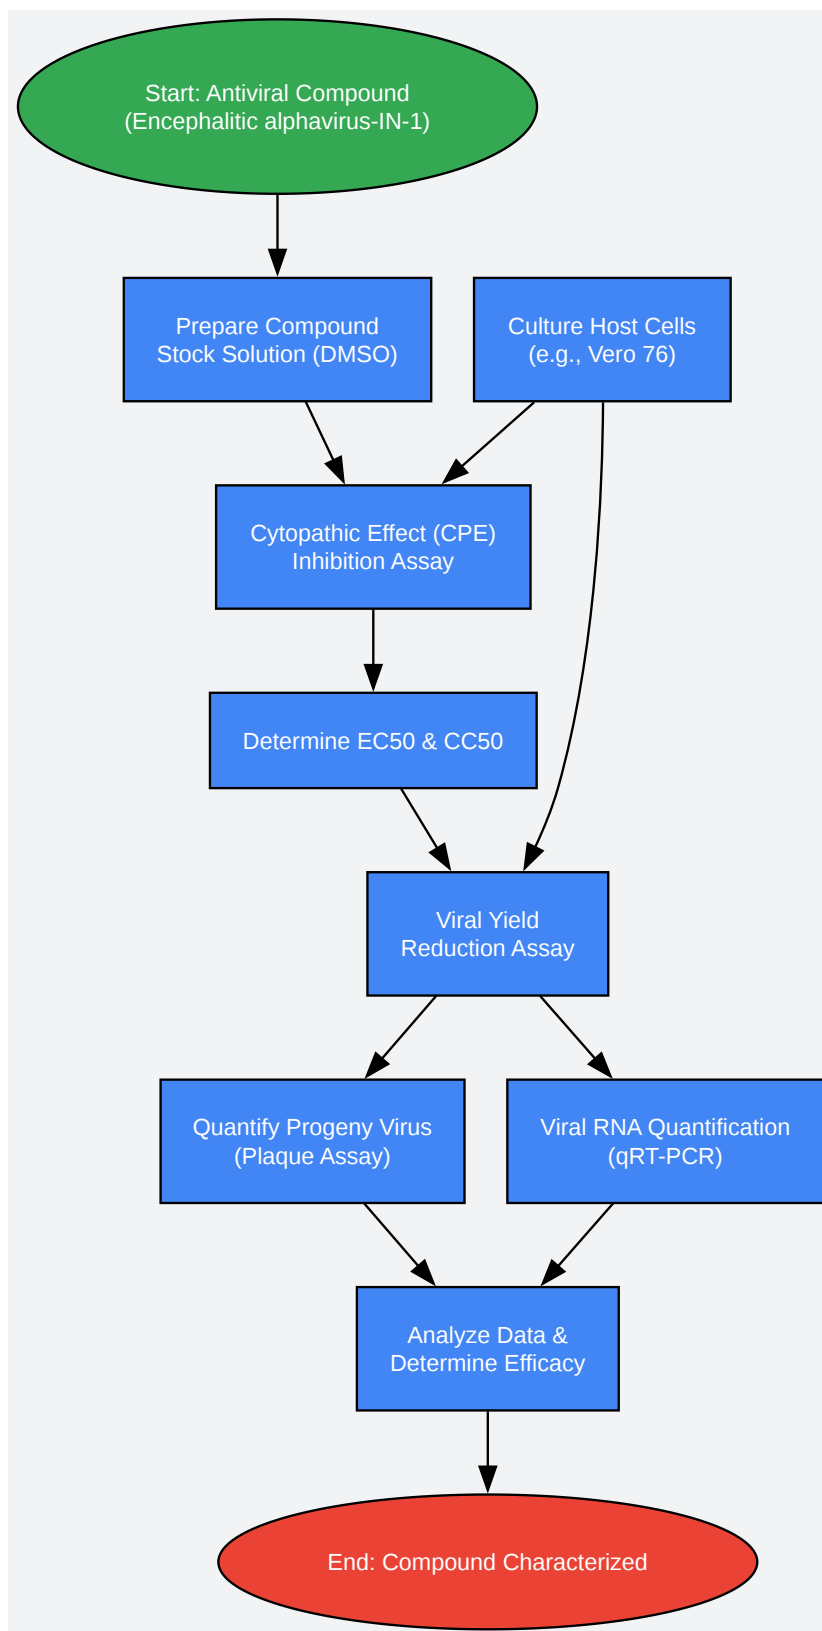 Start: Antiviral Compound
(Encephalitic alphavirus-IN-1)
Prepare Compound
Stock Solution (DMSO)
Culture Host Cells
(e.g., Vero 76)
Cytopathic Effect (CPE)
Inhibition Assay
Determine EC50 & CC50
Viral Yield
Reduction Assay
Quantify Progeny Virus
(Plaque Assay)
Viral RNA Quantification
(qRT-PCR)
Analyze Data &
Determine Efficacy
End: Compound Characterized